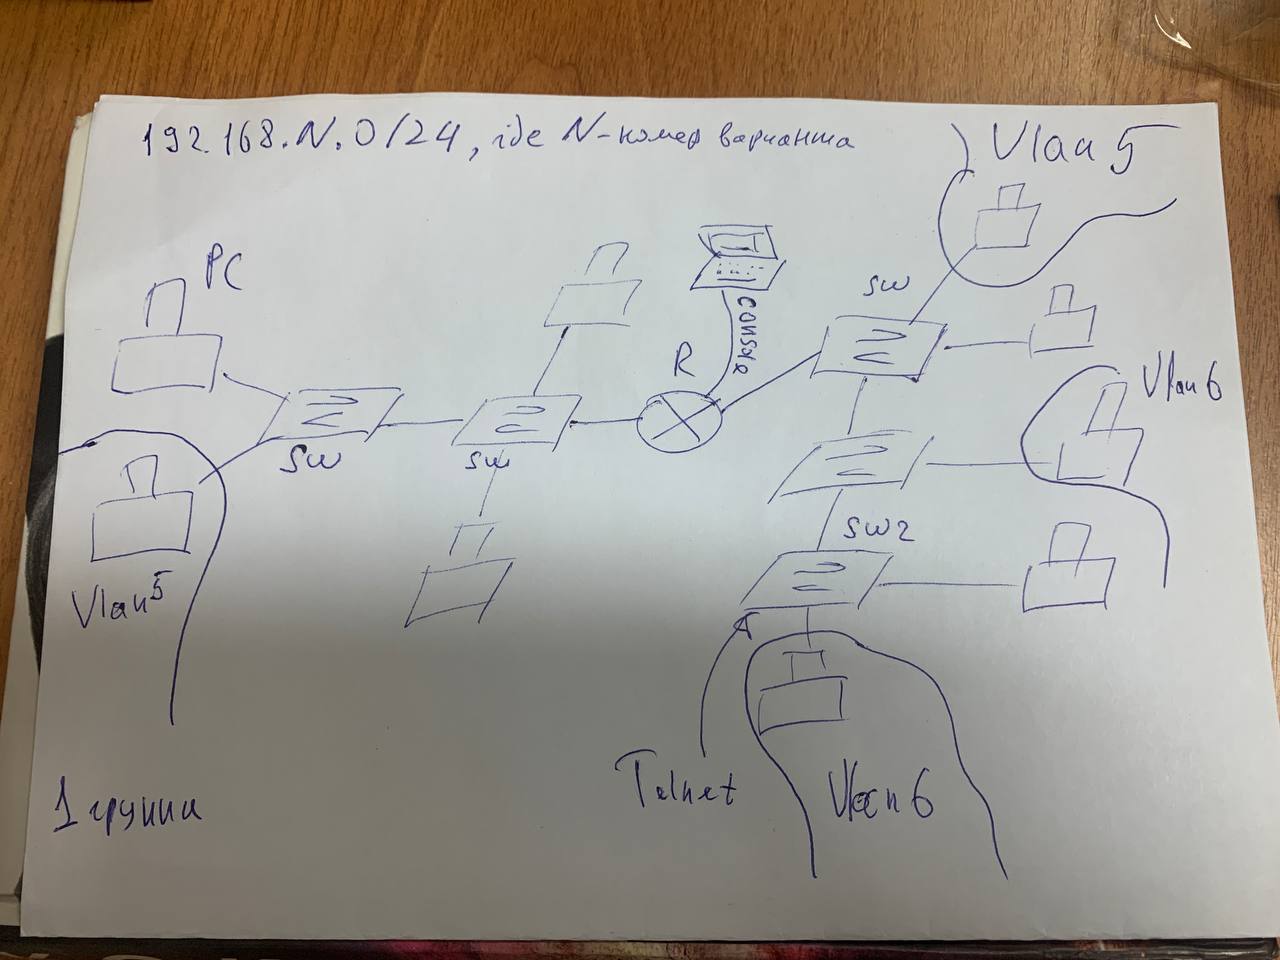 192.168.N.0/24, где N-номер варианта
Vlan 5
PC
SW
console
R
Vlan 6
SW
SW
SW2
Vlan 5
Telnet
Vlan 6
1 группа